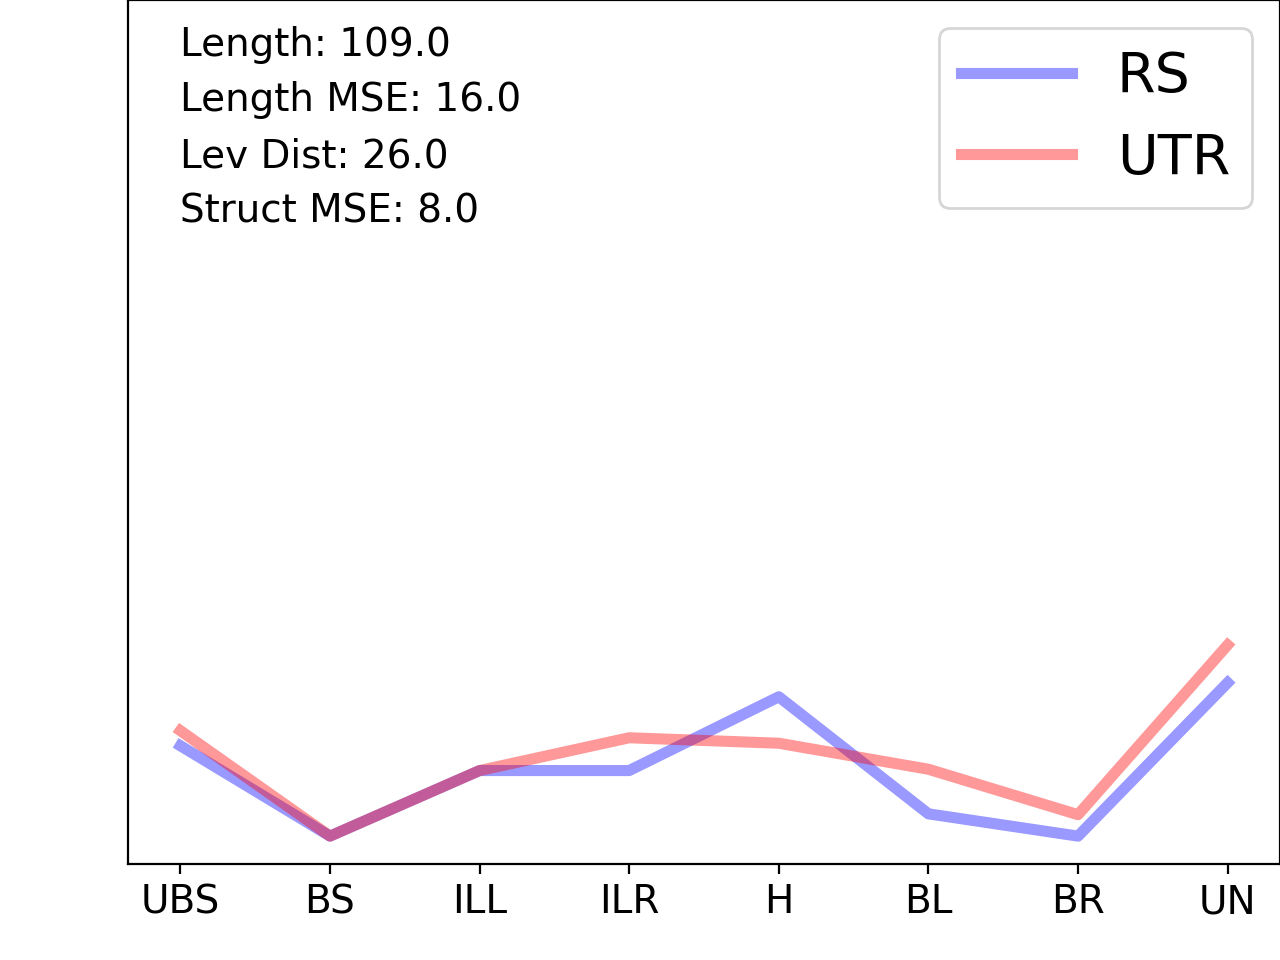 Length: 109.0
Length MSE: 16.0
Lev Dist: 26.0
Struct MSE: 8.0
RS
UTR
UBS BS ILL ILR H BL BR UN